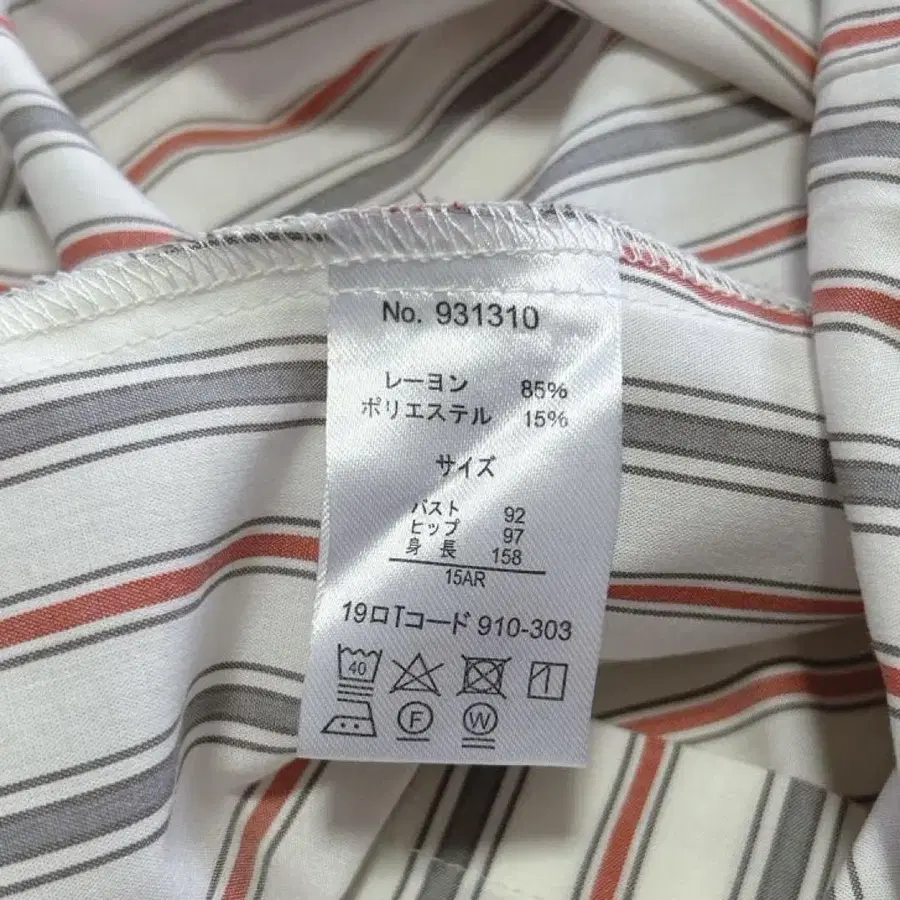 No. 931310
レーヨン 85%
ポリエステル 15%
サイズ
バスト 92
ヒップ 97
身長 158
15AR
19口Tコード 910-303
40
F W